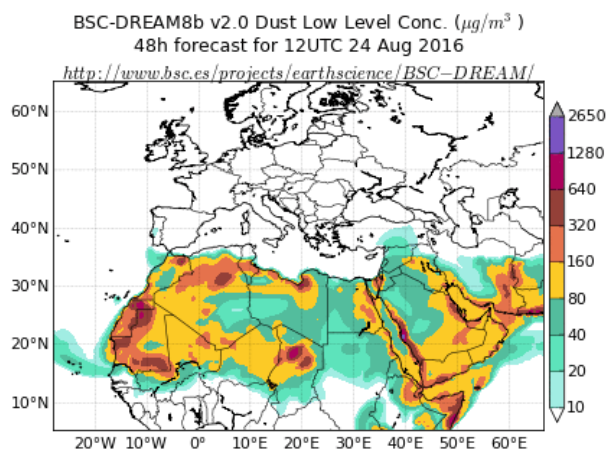 BSC-DREAM8b v2.0 Dust Low Level Conc. (μg/m³ )
48h forecast for 12UTC 24 Aug 2016
http://www.bsc.es/projects/earthscience/BSC−DREAM/
60°N
50°N
40°N
30°N
20°N
10°N
20°W 10°W 0° 10°E 20°E 30°E 40°E 50°E 60°E
2650
1280
640
320
160
80
40
20
10